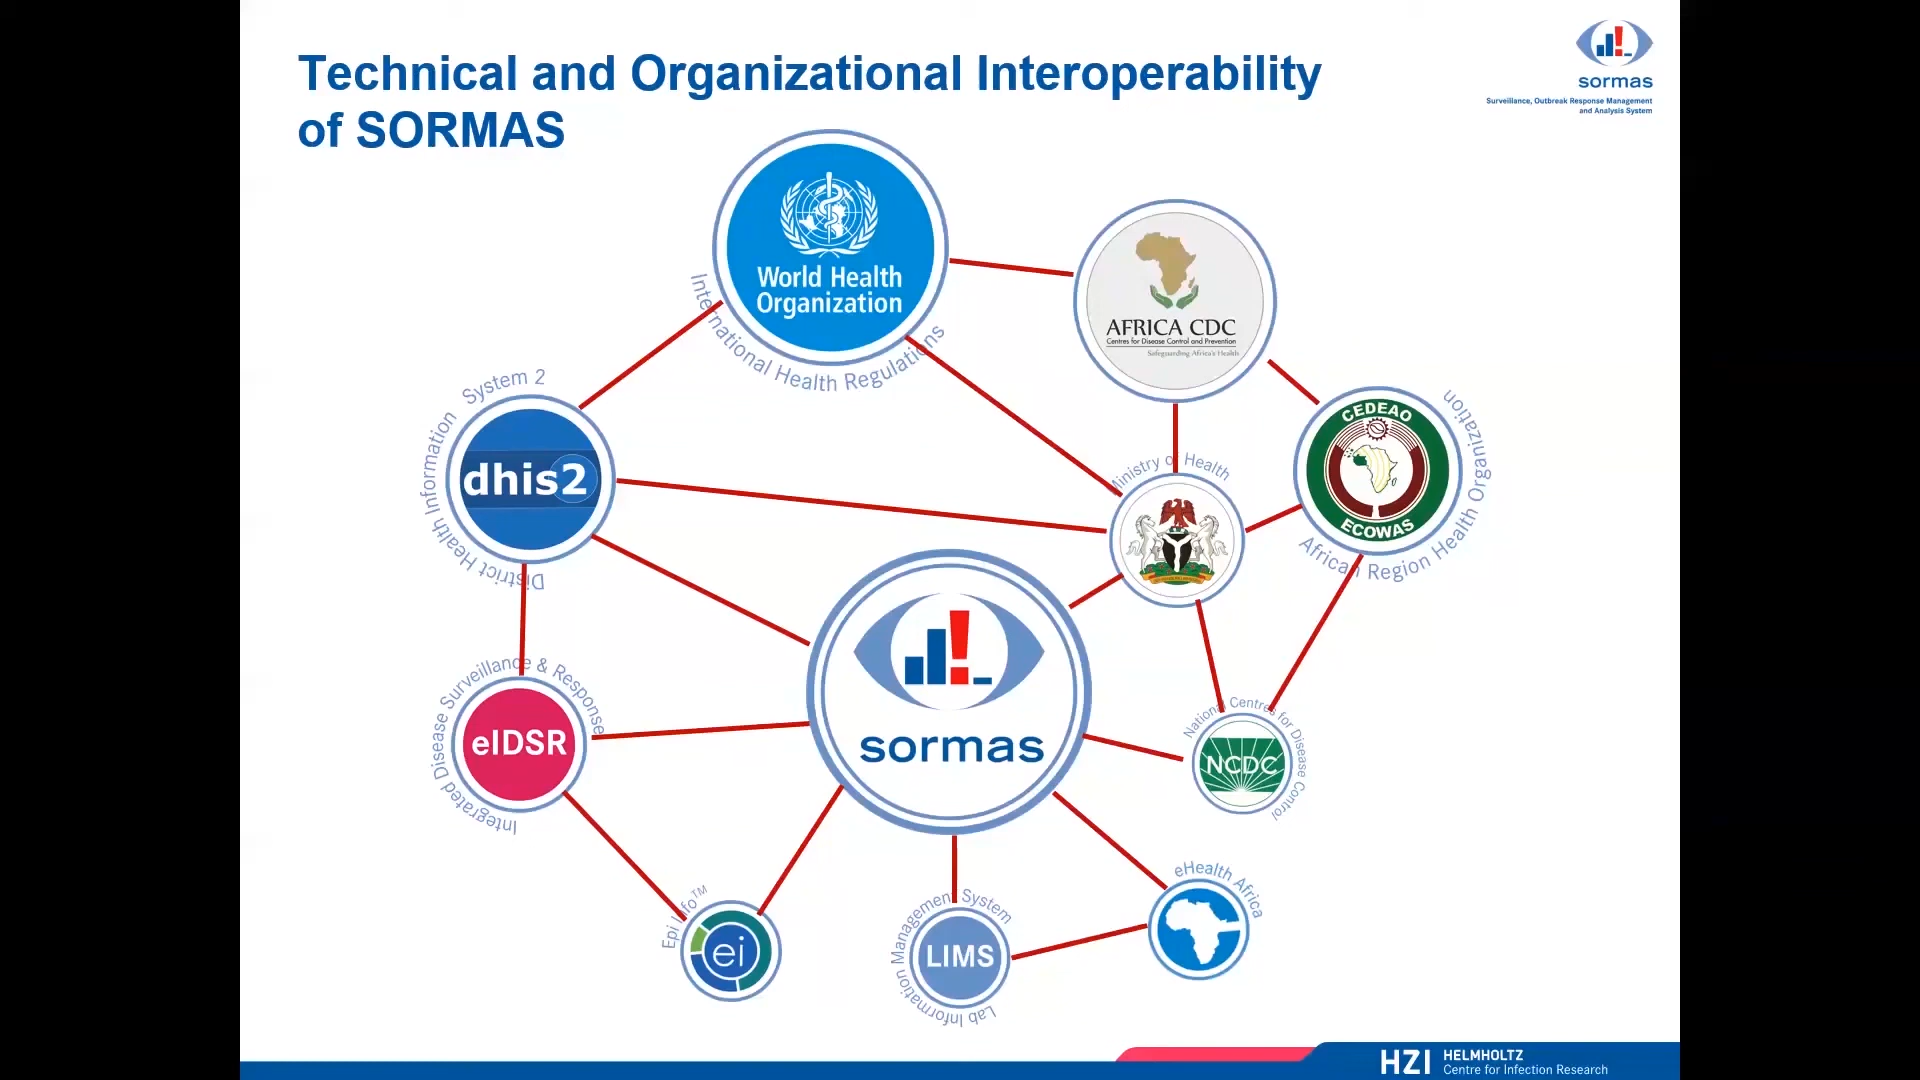 Technical and Organizational Interoperability
of SORMAS
sormas
Surveillance, Outbreak Response Management
and Analysis System
World Health
Organization
International Health Regulations
AFRICA CDC
Centres for Disease Control and Prevention
Safeguarding Africa's Health
CEDEAO
ECOWAS
African Region Health Organization
District Health Information System 2
dhis2
Ministry of Health
sormas
Integrated Disease Surveillance & Response
eIDSR
National Centres for Disease Control
NCDC
Epi Info™
ei
Lab Information Management System
LIMS
eHealth Africa
HZI HELMHOLTZ
Centre for Infection Research